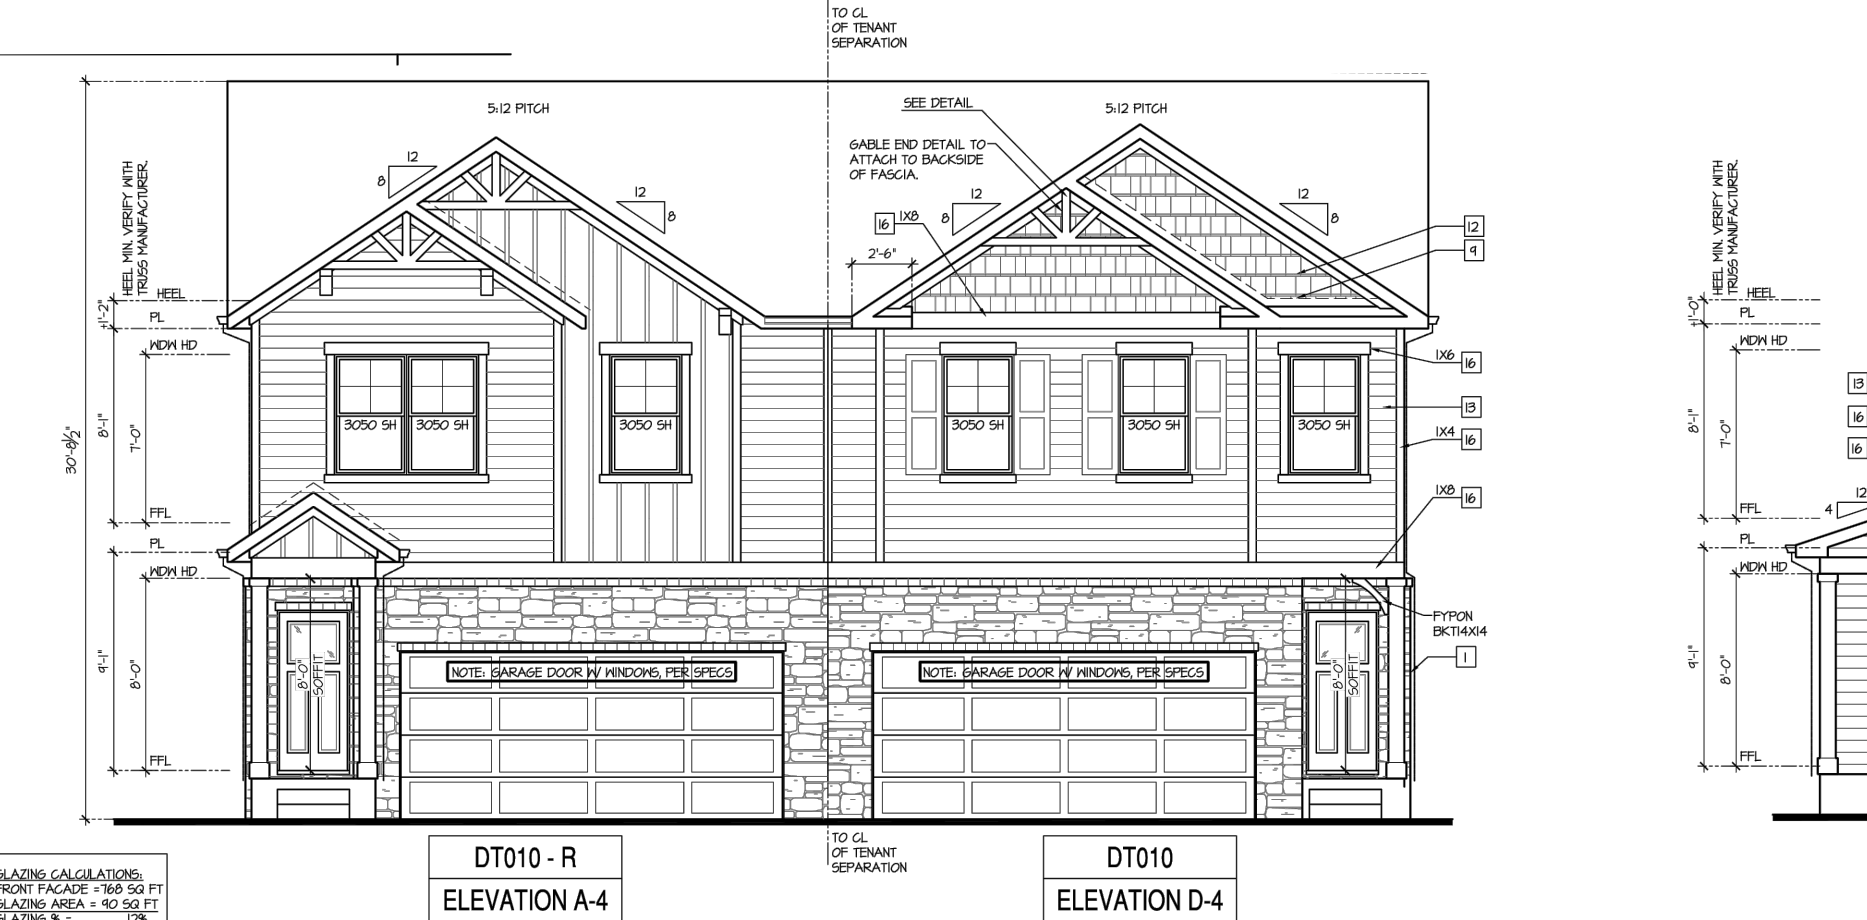 TO CL
OF TENANT
SEPARATION
5:12 PITCH
SEE DETAIL
5:12 PITCH
GABLE END DETAIL TO
ATTACH TO BACKSIDE
OF FASCIA.
12
8
12
8
12
8
12
8
HEEL MIN. VERIFY WITH
TRUSS MANUFACTURER.
16 1X8
2'-6"
12
9
HEEL
PL
WDW HD
±1'-2"
8'-1"
7'-0"
30'-8½"
1X6 16
13
1X4 16
1X8 16
3050 SH
3050 SH
3050 SH
3050 SH
3050 SH
3050 SH
FFL
PL
WDW HD
9'-1"
8'-0"
FFL
8'-0"
SOFFIT
NOTE: GARAGE DOOR W/ WINDOWS, PER SPECS
NOTE: GARAGE DOOR W/ WINDOWS, PER SPECS
8'-0"
SOFFIT
FYPON
BKT14X14
1
HEEL MIN. VERIFY WITH
TRUSS MANUFACTURER.
HEEL
PL
WDW HD
±1'-0"
8'-1"
7'-0"
13
16
16
12
4
FFL
PL
WDW HD
9'-1"
8'-0"
FFL
TO CL
OF TENANT
SEPARATION
DT010 - R
ELEVATION A-4
DT010
ELEVATION D-4
GLAZING CALCULATIONS:
FRONT FACADE =768 SQ FT
GLAZING AREA = 90 SQ FT
GLAZING % = 12%